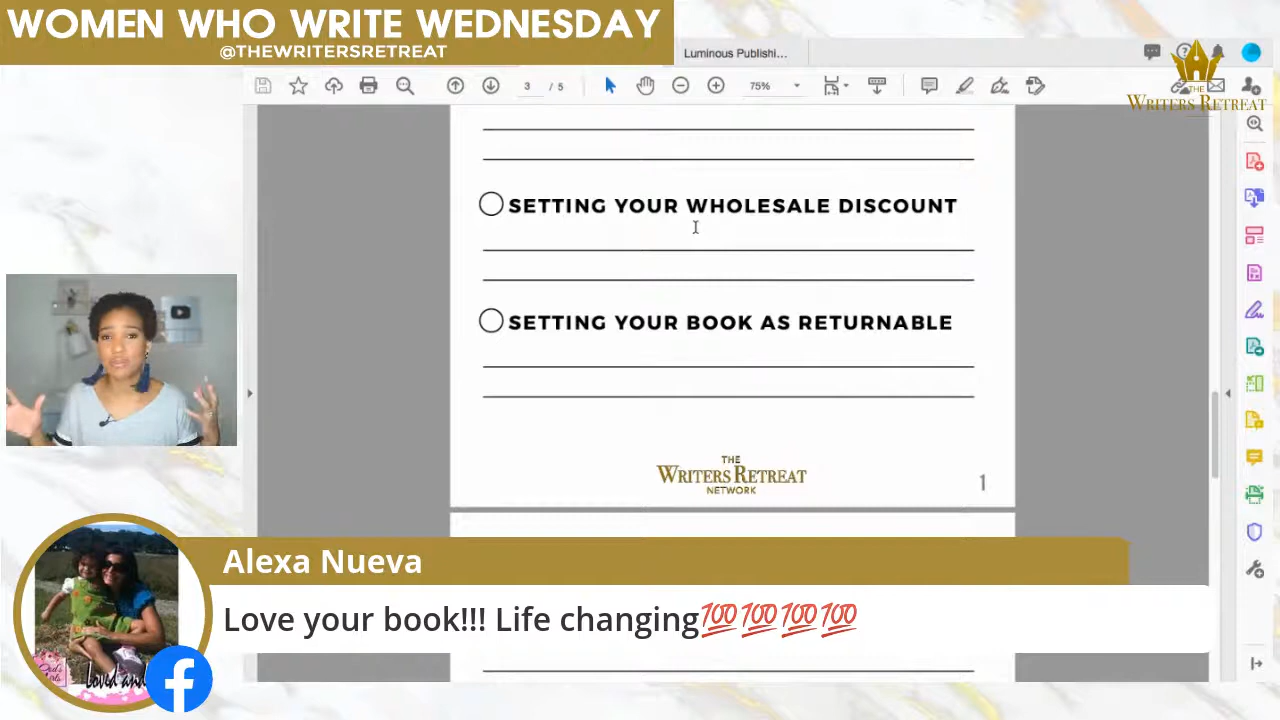 WOMEN WHO WRITE WEDNESDAY
@THEWRITERSRETREAT
Luminous Publishi...
THE
WRITERS RETREAT
3 / 5
75%
SETTING YOUR WHOLESALE DISCOUNT
SETTING YOUR BOOK AS RETURNABLE
THE
WRITERS RETREAT
NETWORK
1
Alexa Nueva
Love your book!!! Life changing💯💯💯💯